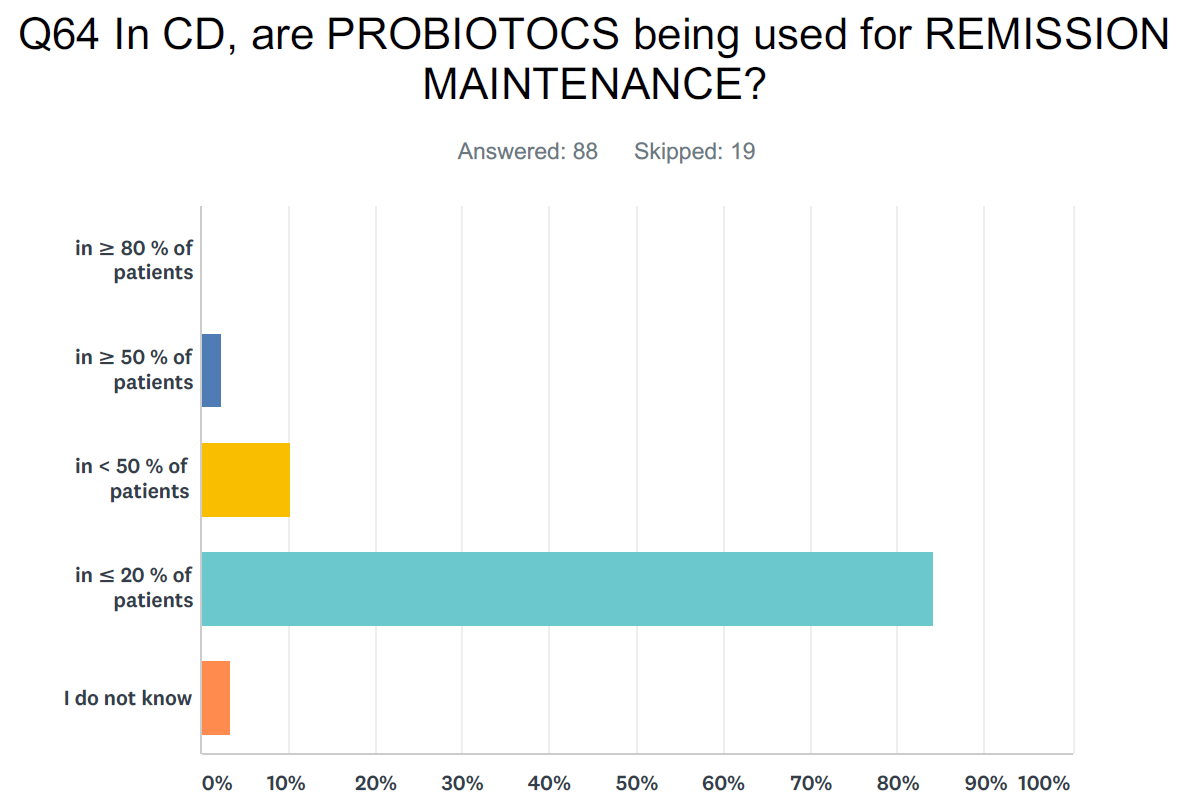 Q64 In CD, are PROBIOTOCS being used for REMISSION
MAINTENANCE?
Answered: 88 Skipped: 19
in ≥ 80 % of
patients
in ≥ 50 % of
patients
in < 50 % of
patients
in ≤ 20 % of
patients
I do not know
0% 10% 20% 30% 40% 50% 60% 70% 80% 90% 100%